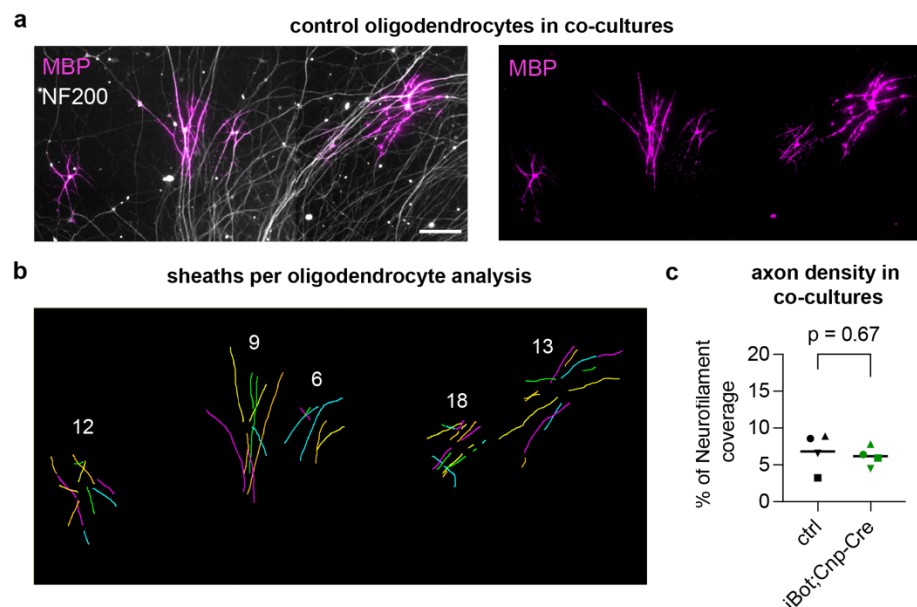 a
control oligodendrocytes in co-cultures
MBP
NF200
MBP
b
sheaths per oligodendrocyte analysis
12
9
6
18
13
c
axon density in
co-cultures
p = 0.67
% of Neurofilament
coverage
20
15
10
5
0
ctrl
iBot;Cnp-Cre